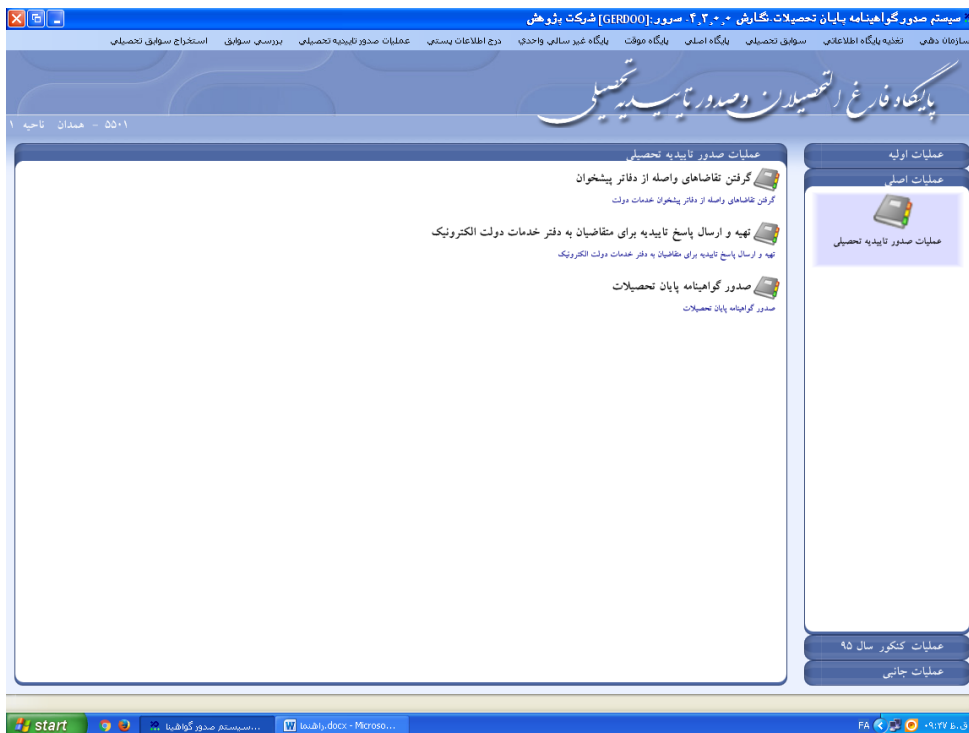 سیستم صدور گواهینامه پایان تحصیلات.نگارش ۴٫۳٫۰٫۰. سرور:[GERDOO] شرکت پژوهش
سازمان دهی تغذیه پایگاه اطلاعاتی سوابق تحصیلی پایگاه اصلی پایگاه موقت پایگاه غیر سالی واحدی درج اطلاعات پستی عملیات صدور تاییدیه تحصیلی بررسی سوابق استخراج سوابق تحصیلی
پایگاه فارغ التحصیلان و صدور تاییدیه تحصیلی
۵۵۰۱ - همدان ناحیه ۱
عملیات اولیه
عملیات اصلی
عملیات صدور تاییدیه تحصیلی
عملیات کنکور سال ۹۵
عملیات جانبی
عملیات صدور تاییدیه تحصیلی
گرفتن تقاضاهای واصله از دفاتر پیشخوان
گرفتن تقاضاهای واصله از دفاتر پیشخوان خدمات دولت
تهیه و ارسال پاسخ تاییدیه برای متقاضیان به دفتر خدمات دولت الکترونیک
تهیه و ارسال پاسخ تاییدیه برای متقاضیان به دفتر خدمات دولت الکترونیک
صدور گواهینامه پایان تحصیلات
صدور گواهینامه پایان تحصیلات
start
سیستم صدور گواهینا...
راهنما.docx - Microso...
FA
۰۹:۳۷ ق.ظ